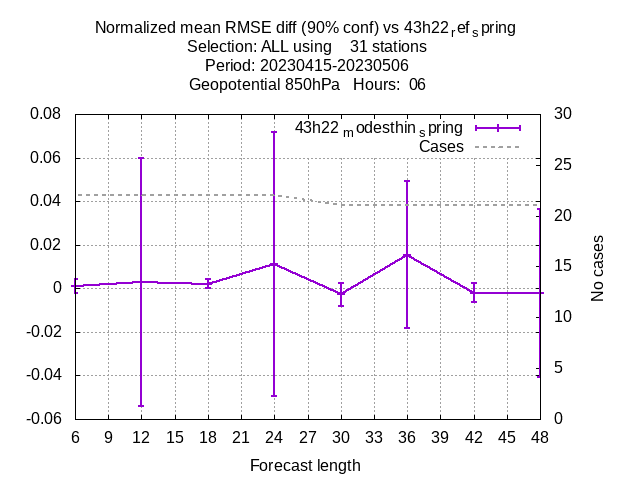 Normalized mean RMSE diff (90% conf) vs 43h22refspring
Selection: ALL using 31 stations
Period: 20230415-20230506
Geopotential 850hPa Hours: 06
43h22modesthinspring
Cases
0.08
0.06
0.04
0.02
0
-0.02
-0.04
-0.06
30
25
20
15
10
5
0
No cases
6 9 12 15 18 21 24 27 30 33 36 39 42 45 48
Forecast length